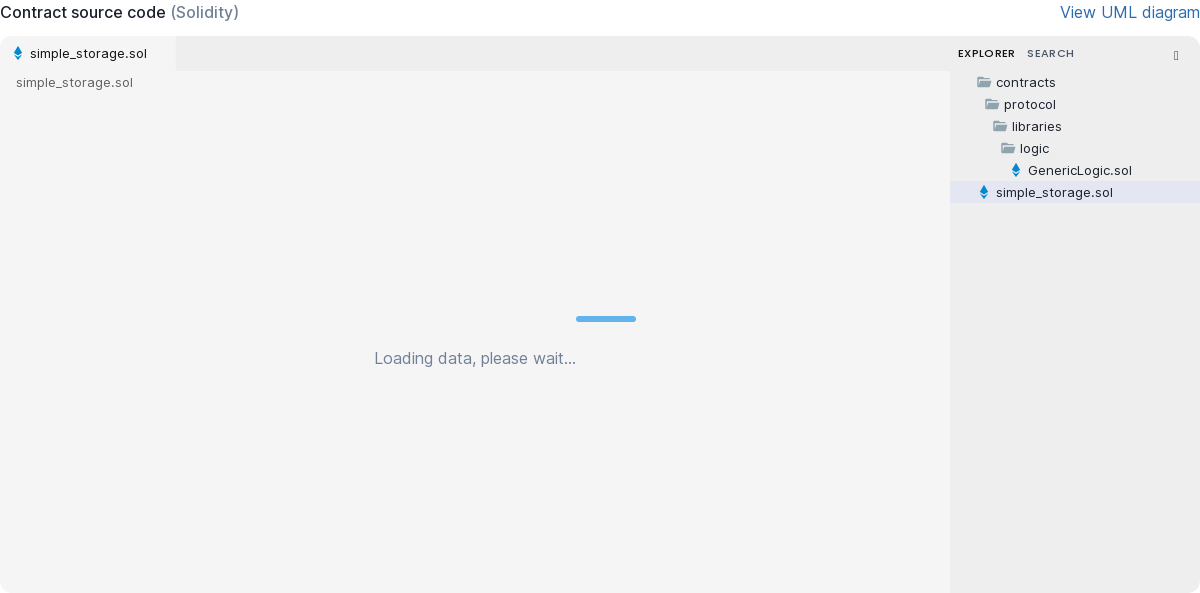 Contract source code (Solidity)
View UML diagram
simple_storage.sol
EXPLORER
SEARCH
simple_storage.sol
contracts
protocol
libraries
logic
GenericLogic.sol
simple_storage.sol
Loading data, please wait...